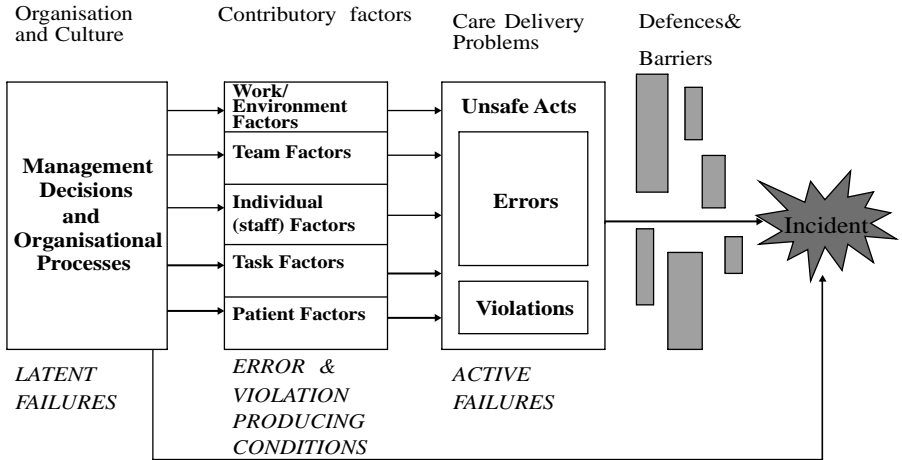 Organisation
and Culture
Contributory factors
Care Delivery
Problems
Defences&
Barriers
Management
Decisions
and
Organisational
Processes
Work/
Environment
Factors
Team Factors
Individual
(staff) Factors
Task Factors
Patient Factors
Unsafe Acts
Errors
Violations
Incident
LATENT
FAILURES
ERROR &
VIOLATION
PRODUCING
CONDITIONS
ACTIVE
FAILURES